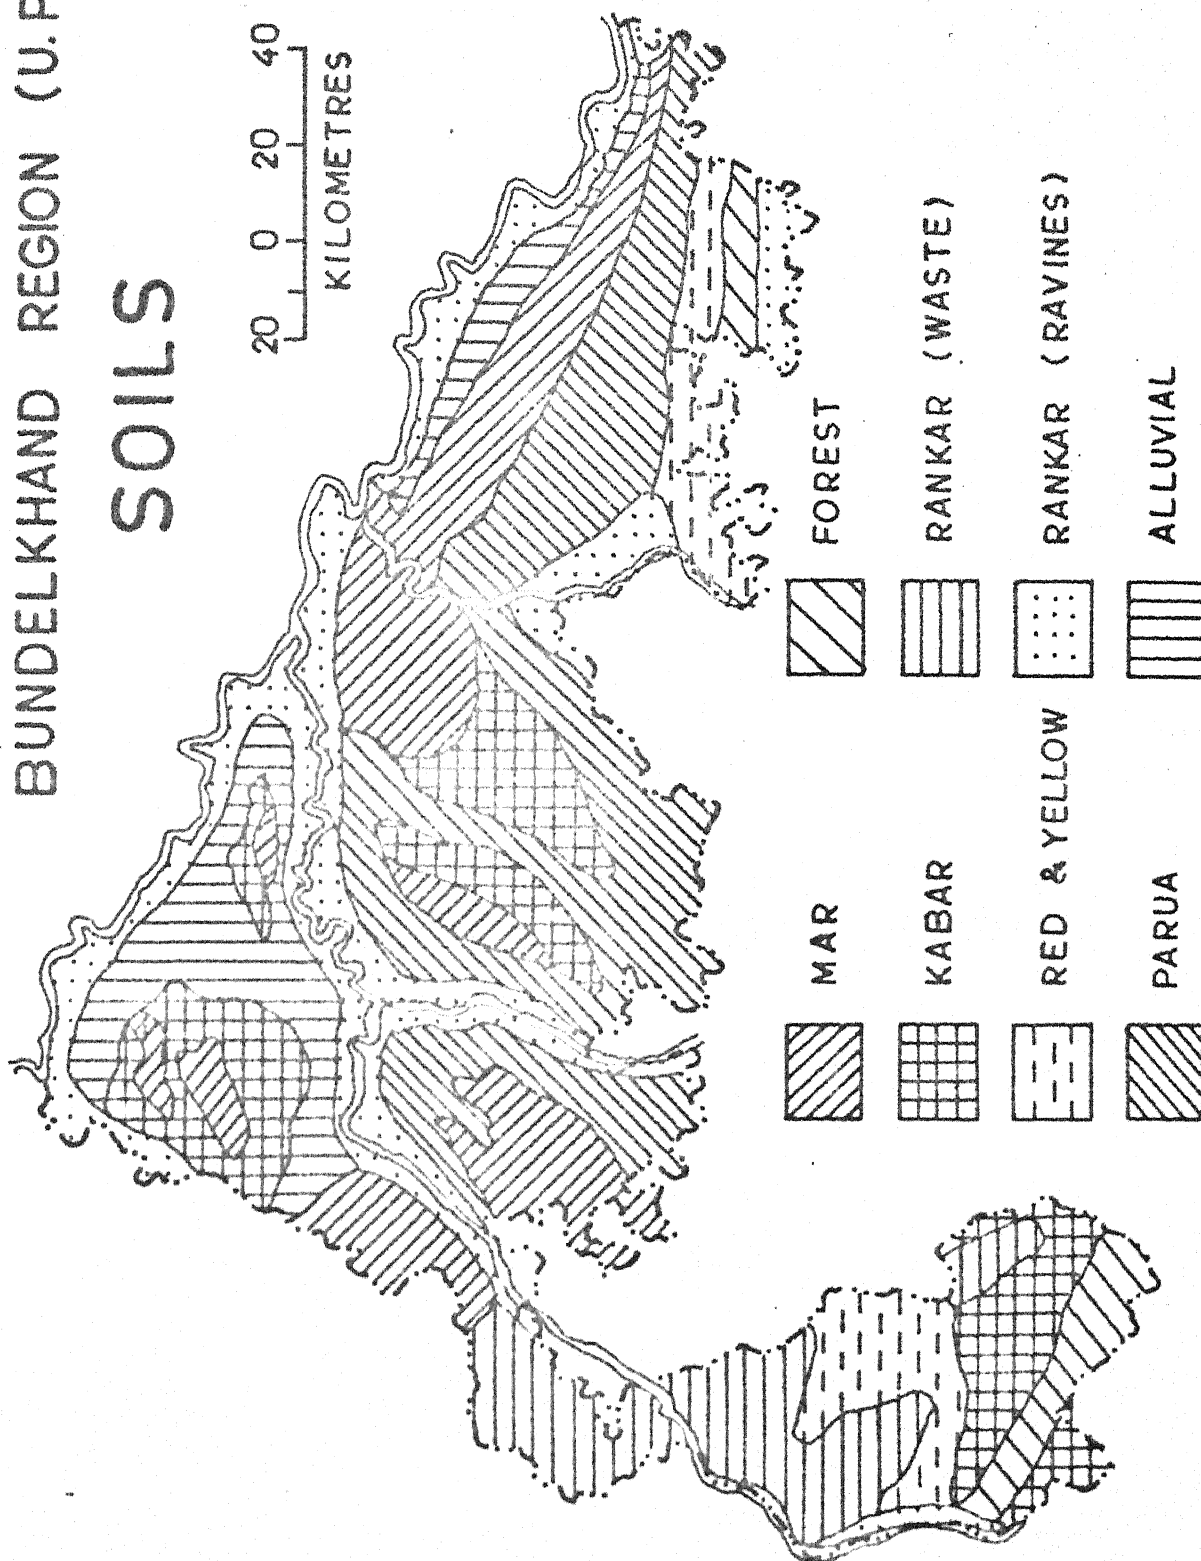 BUNDELKHAND REGION (U.P
SOILS
20 0 20 40
KILOMETRES
MAR
KABAR
RED & YELLOW
PARUA
FOREST
RANKAR (WASTE)
RANKAR (RAVINES)
ALLUVIAL